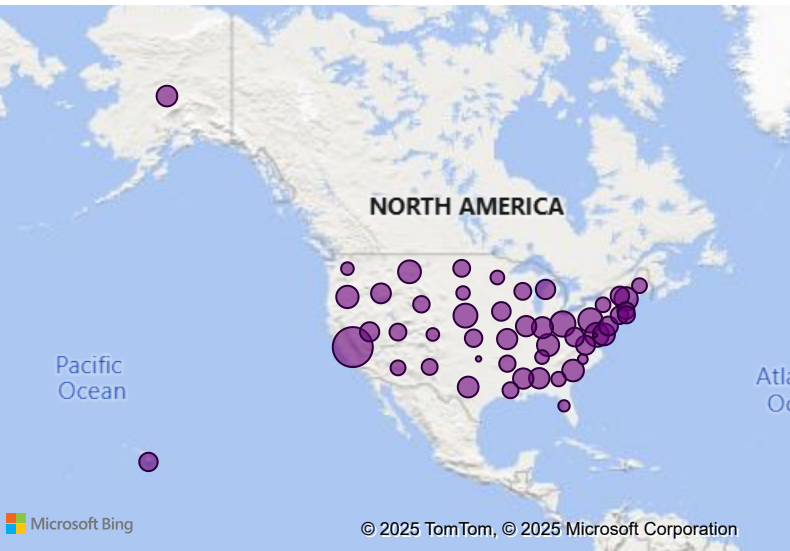 NORTH AMERICA
Pacific
Ocean
Atla
Oc
Microsoft Bing
© 2025 TomTom, © 2025 Microsoft Corporation